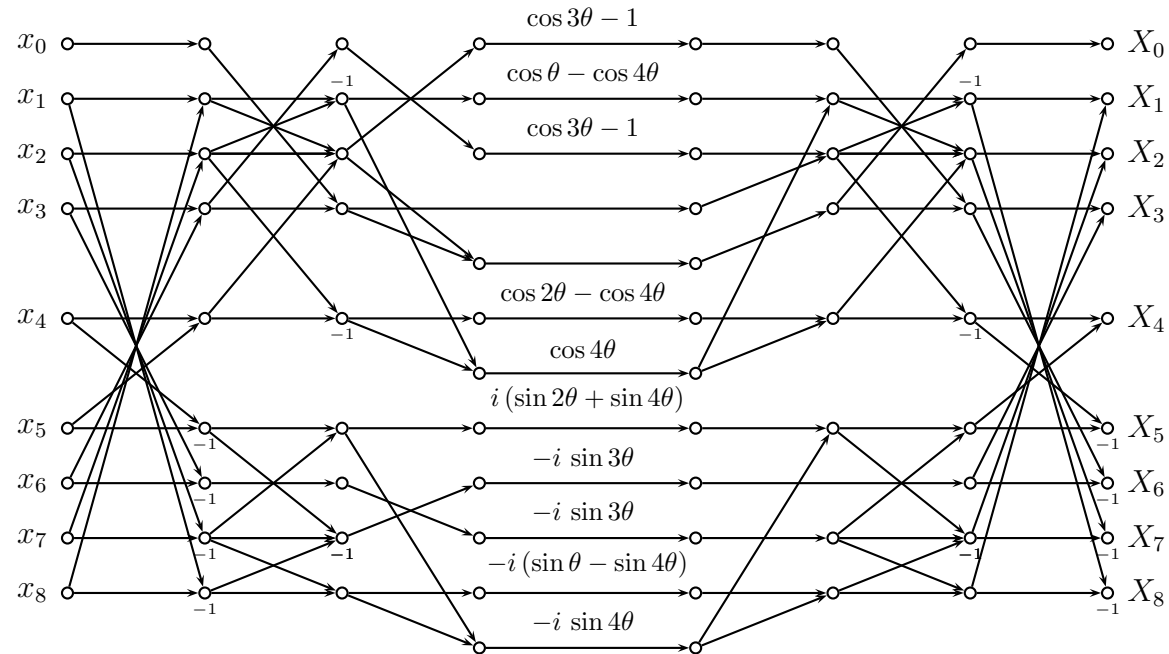 cos 3θ − 1
x₀ X₀
cos θ − cos 4θ
−1 −1
x₁ X₁
cos 3θ − 1
x₂ X₂
x₃ X₃
cos 2θ − cos 4θ
x₄ X₄
−1 −1
cos 4θ
i (sin 2θ + sin 4θ)
x₅ X₅
−1 −1
−i sin 3θ
x₆ X₆
−1 −1
−i sin 3θ
x₇ X₇
−1 −1 −1 −1
−i (sin θ − sin 4θ)
x₈ X₈
−1 −1
−i sin 4θ